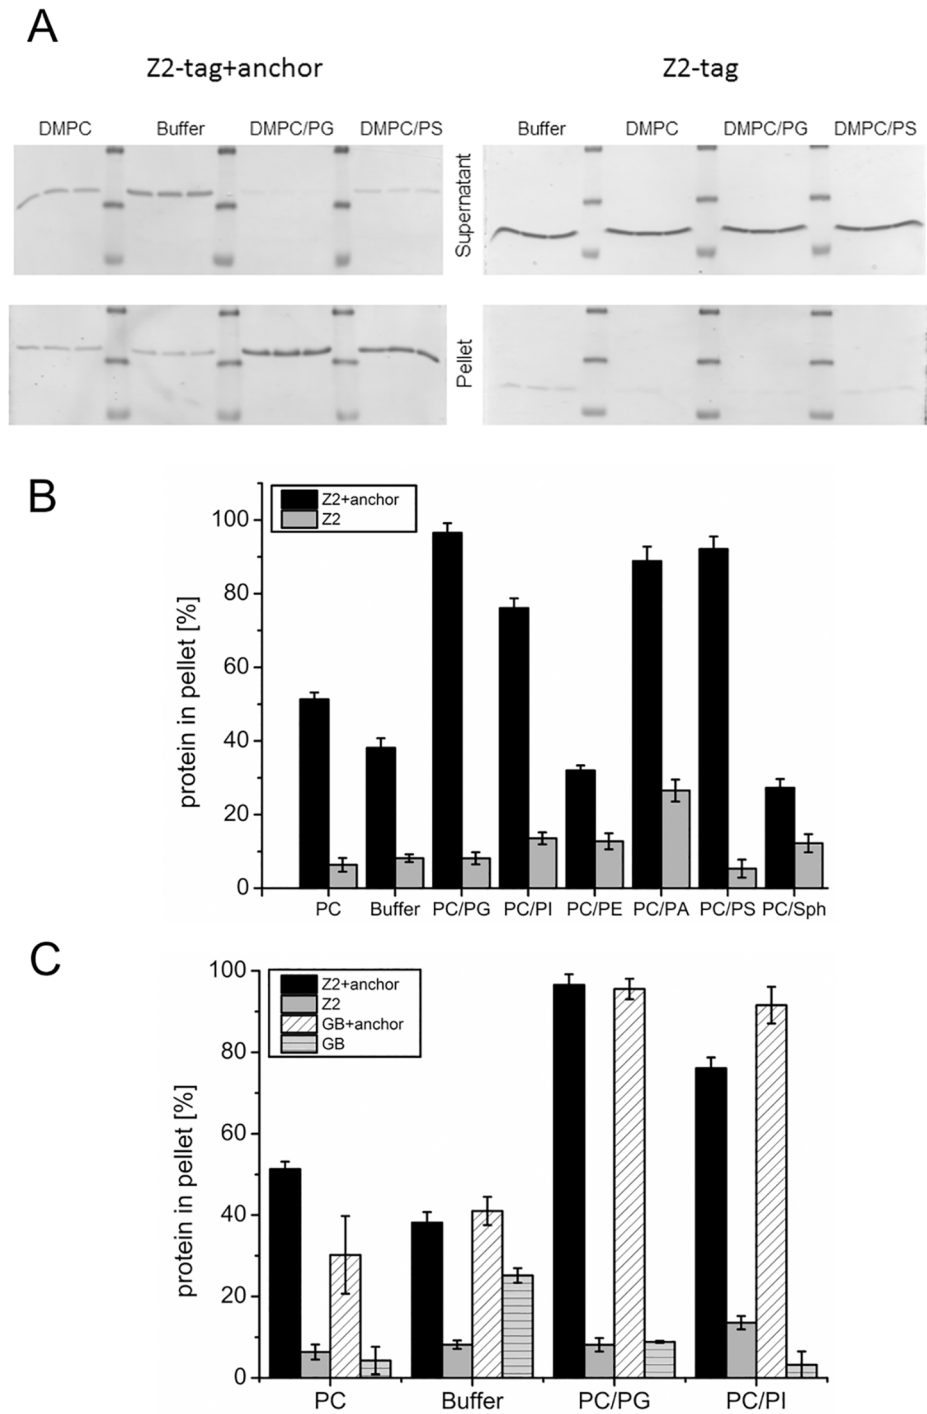 A
Z2-tag+anchor
Z2-tag
DMPC Buffer DMPC/PG DMPC/PS
Buffer DMPC DMPC/PG DMPC/PS
Supernatant
Pellet
B
Z2+anchor
Z2
protein in pellet [%]
100
80
60
40
20
0
PC Buffer PC/PG PC/PI PC/PE PC/PA PC/PS PC/Sph
C
Z2+anchor
Z2
GB+anchor
GB
protein in pellet [%]
100
80
60
40
20
0
PC Buffer PC/PG PC/PI